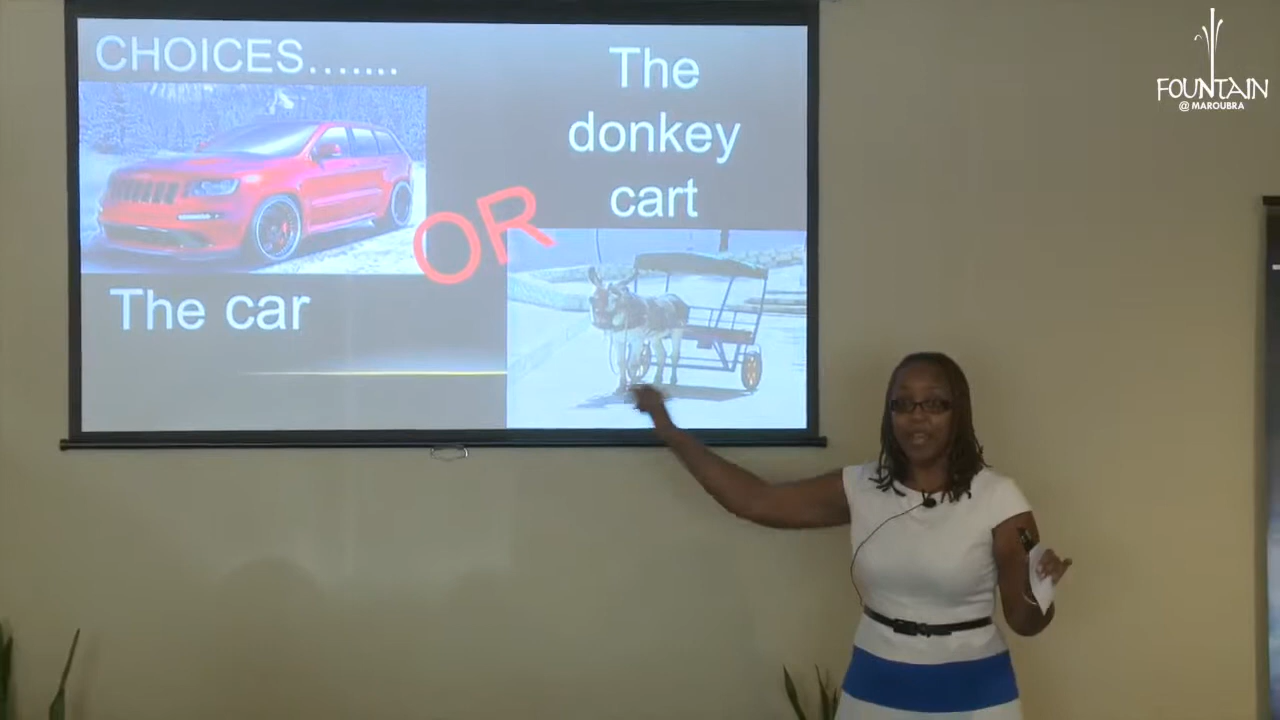 CHOICES.......
The
donkey
cart
OR
The car
FOUNTAIN
@ MAROUBRA